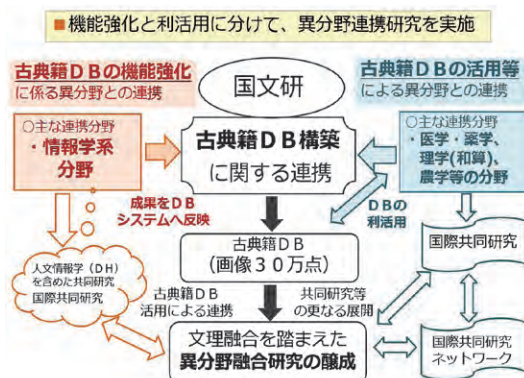 ■機能強化と利活用に分けて、異分野連携研究を実施
古典籍DBの機能強化
に係る異分野との連携
国文研
古典籍DBの活用等
による異分野との連携
○主な連携分野
・情報学系
分野
古典籍DB構築
に関する連携
○主な連携分野
・医学・薬学、
理学(和算)、
農学等の分野
成果をDB
システムへ反映
DBの
利活用
古典籍DB
(画像30万点)
人文情報学(DH)
を含めた共同研究
国際共同研究
国際共同研究
古典籍DB
活用による連携
共同研究等
の更なる展開
文理融合を踏まえた
異分野融合研究の醸成
国際共同研究
ネットワーク